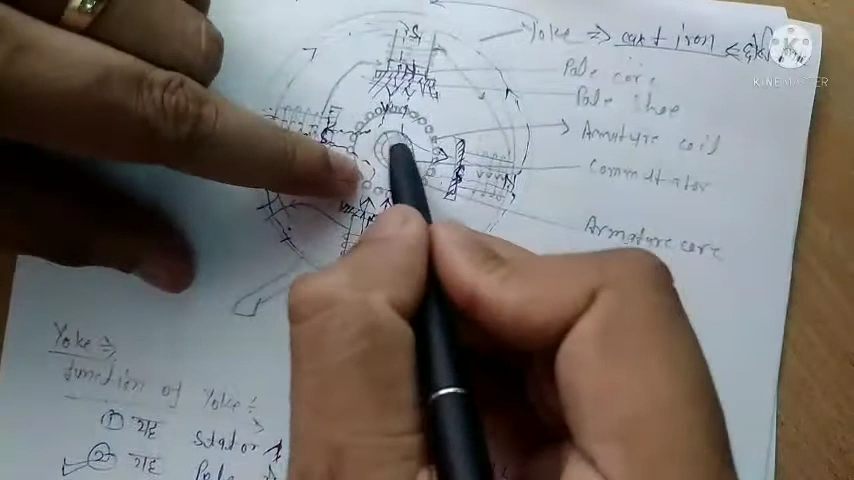 Yoke ⇒ cast iron
Pole core
Pole shoe
Armature coil
Commutator
Armature core
Yoke ⇒
function of Yoke ÷
① यह stator
② यह Pole
KINEMASTER